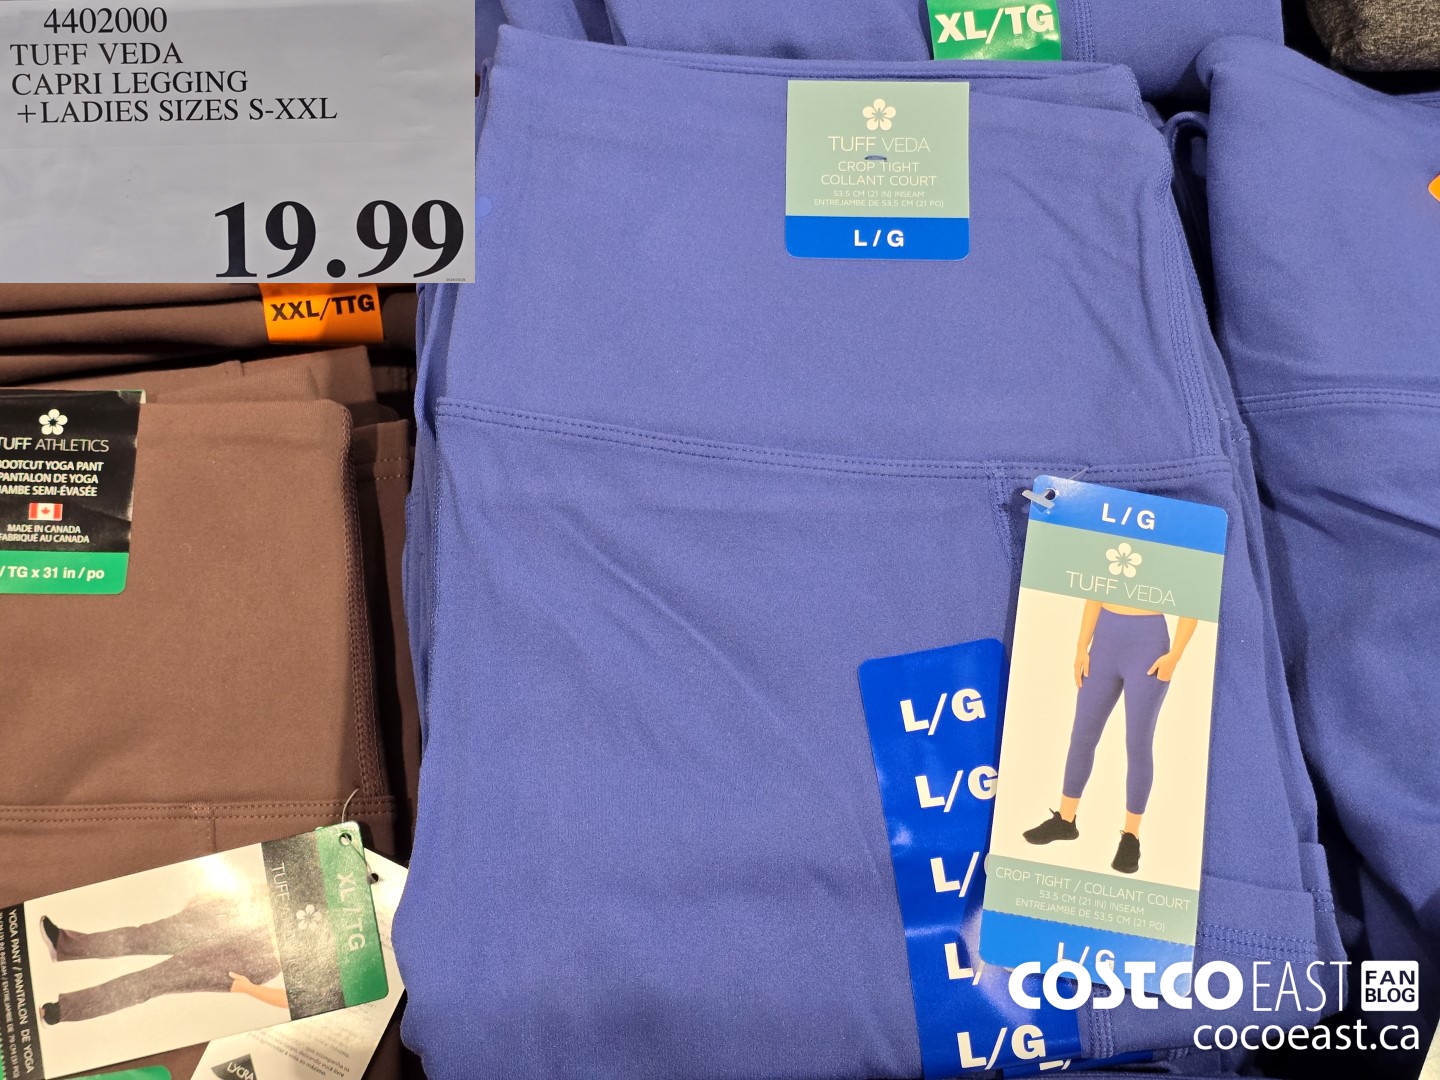 4402000
TUFF VEDA
CAPRI LEGGING
+LADIES SIZES S-XXL
19.99
XL/TG
TUFF VEDA
CROP TIGHT
COLLANT COURT
53.5 CM (21 IN) INSEAM
ENTREJAMBE DE 53,5 CM (21 PO)
L/G
XXL/TTG
TUFF ATHLETICS
BOOTCUT YOGA PANT
PANTALON DE YOGA
JAMBE SEMI-ÉVASÉE
MADE IN CANADA
FABRIQUÉ AU CANADA
/ TG x 31 in / po
L/G
TUFF VEDA
CROP TIGHT / COLLANT COURT
53.5 CM (21 IN) INSEAM
ENTREJAMBE DE 53,5 CM (21 PO)
L/G
L/G
L/G
L/
L/
L/G
XL/TG
TUFF
YOGA PANT / PANTALON DE YOGA
LYCRA
COSTCO EAST FAN BLOG
cocoeast.ca